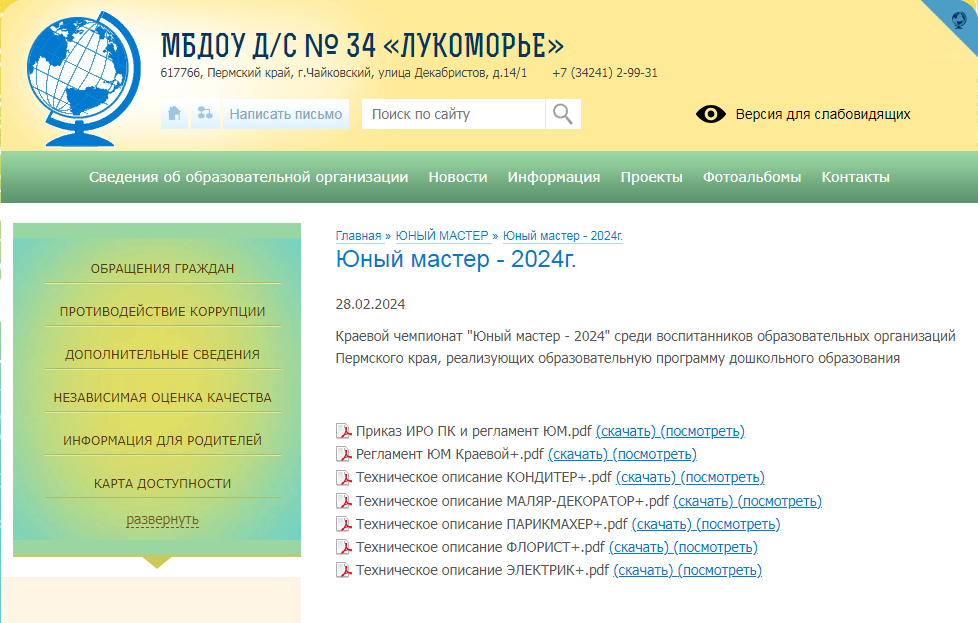 МБДОУ Д/С № 34 «ЛУКОМОРЬЕ»
617766, Пермский край, г.Чайковский, улица Декабристов, д.14/1 +7 (34241) 2-99-31
Написать письмо
Поиск по сайту
Версия для слабовидящих
Сведения об образовательной организации Новости Информация Проекты Фотоальбомы Контакты
ОБРАЩЕНИЯ ГРАЖДАН
ПРОТИВОДЕЙСТВИЕ КОРРУПЦИИ
ДОПОЛНИТЕЛЬНЫЕ СВЕДЕНИЯ
НЕЗАВИСИМАЯ ОЦЕНКА КАЧЕСТВА
ИНФОРМАЦИЯ ДЛЯ РОДИТЕЛЕЙ
КАРТА ДОСТУПНОСТИ
развернуть
Главная » ЮНЫЙ МАСТЕР » Юный мастер - 2024г.
Юный мастер - 2024г.
28.02.2024
Краевой чемпионат "Юный мастер - 2024" среди воспитанников образовательных организаций
Пермского края, реализующих образовательную программу дошкольного образования
Приказ ИРО ПК и регламент ЮМ.pdf (скачать) (посмотреть)
Регламент ЮМ Краевой+.pdf (скачать) (посмотреть)
Техническое описание КОНДИТЕР+.pdf (скачать) (посмотреть)
Техническое описание МАЛЯР-ДЕКОРАТОР+.pdf (скачать) (посмотреть)
Техническое описание ПАРИКМАХЕР+.pdf (скачать) (посмотреть)
Техническое описание ФЛОРИСТ+.pdf (скачать) (посмотреть)
Техническое описание ЭЛЕКТРИК+.pdf (скачать) (посмотреть)